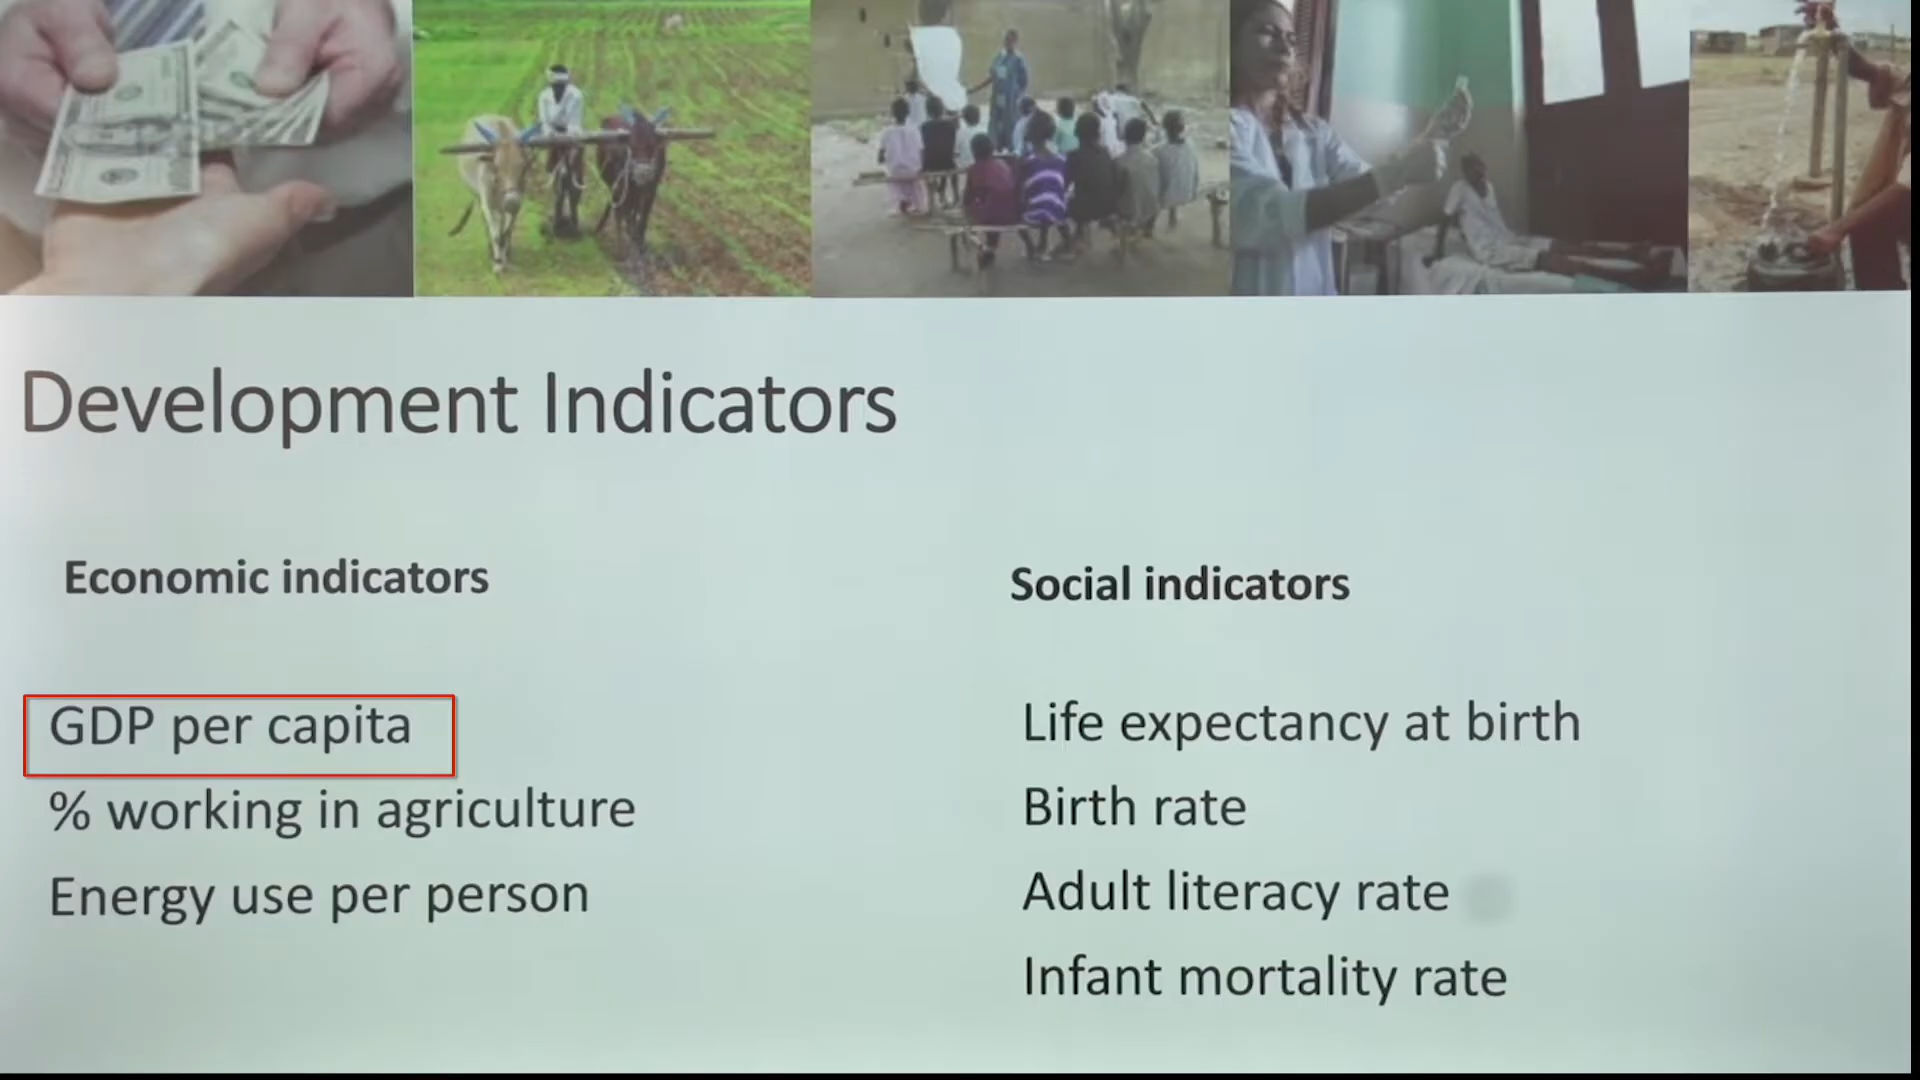 Development Indicators
Economic indicators
GDP per capita
% working in agriculture
Energy use per person
Social indicators
Life expectancy at birth
Birth rate
Adult literacy rate
Infant mortality rate